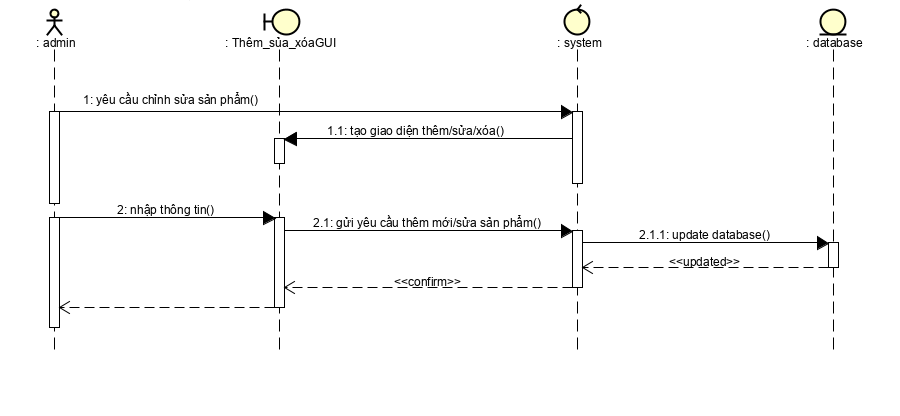 : admin
: Thêm_sủa_xóaGUI
: system
: database
1: yêu cầu chỉnh sửa sản phẩm()
1.1: tạo giao diện thêm/sửa/xóa()
2: nhập thông tin()
2.1: gửi yêu cầu thêm mới/sửa sản phẩm()
2.1.1: update database()
<<updated>>
<<confirm>>